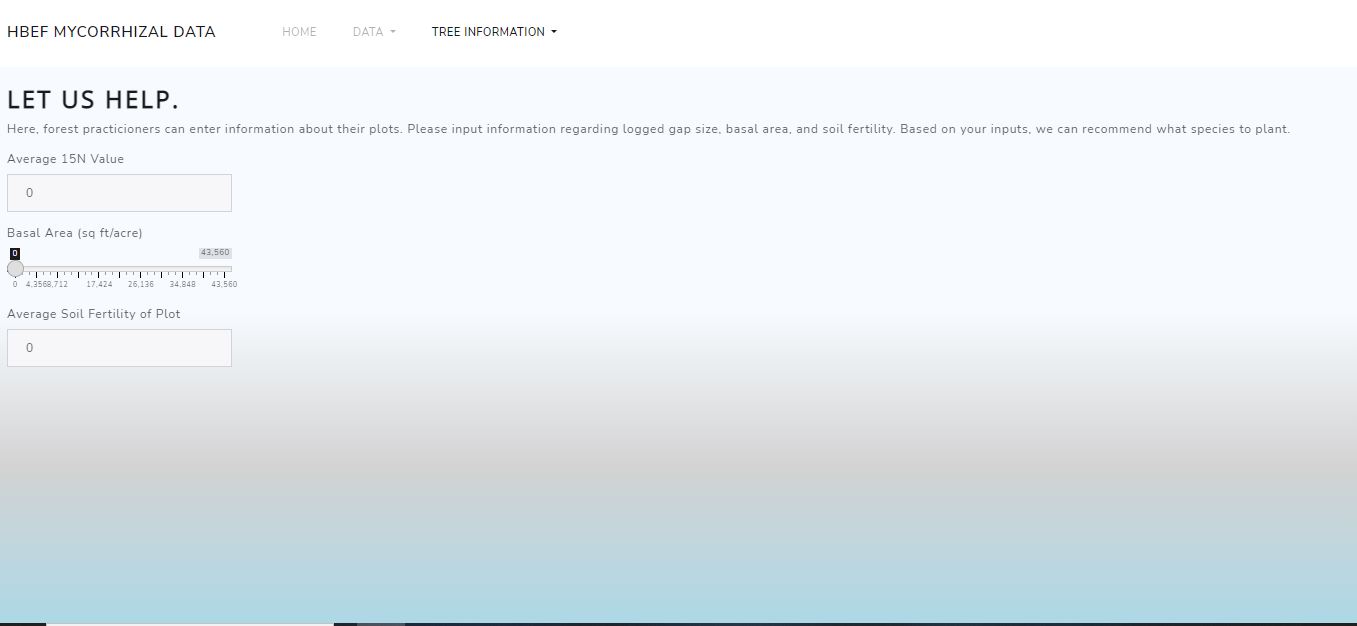 HBEF MYCORRHIZAL DATA HOME DATA TREE INFORMATION
LET US HELP.
Here, forest practicioners can enter information about their plots. Please input information regarding logged gap size, basal area, and soil fertility. Based on your inputs, we can recommend what species to plant.
Average 15N Value
0
Basal Area (sq ft/acre)
0 43,560
0 4,356 8,712 17,424 26,136 34,848 43,560
Average Soil Fertility of Plot
0